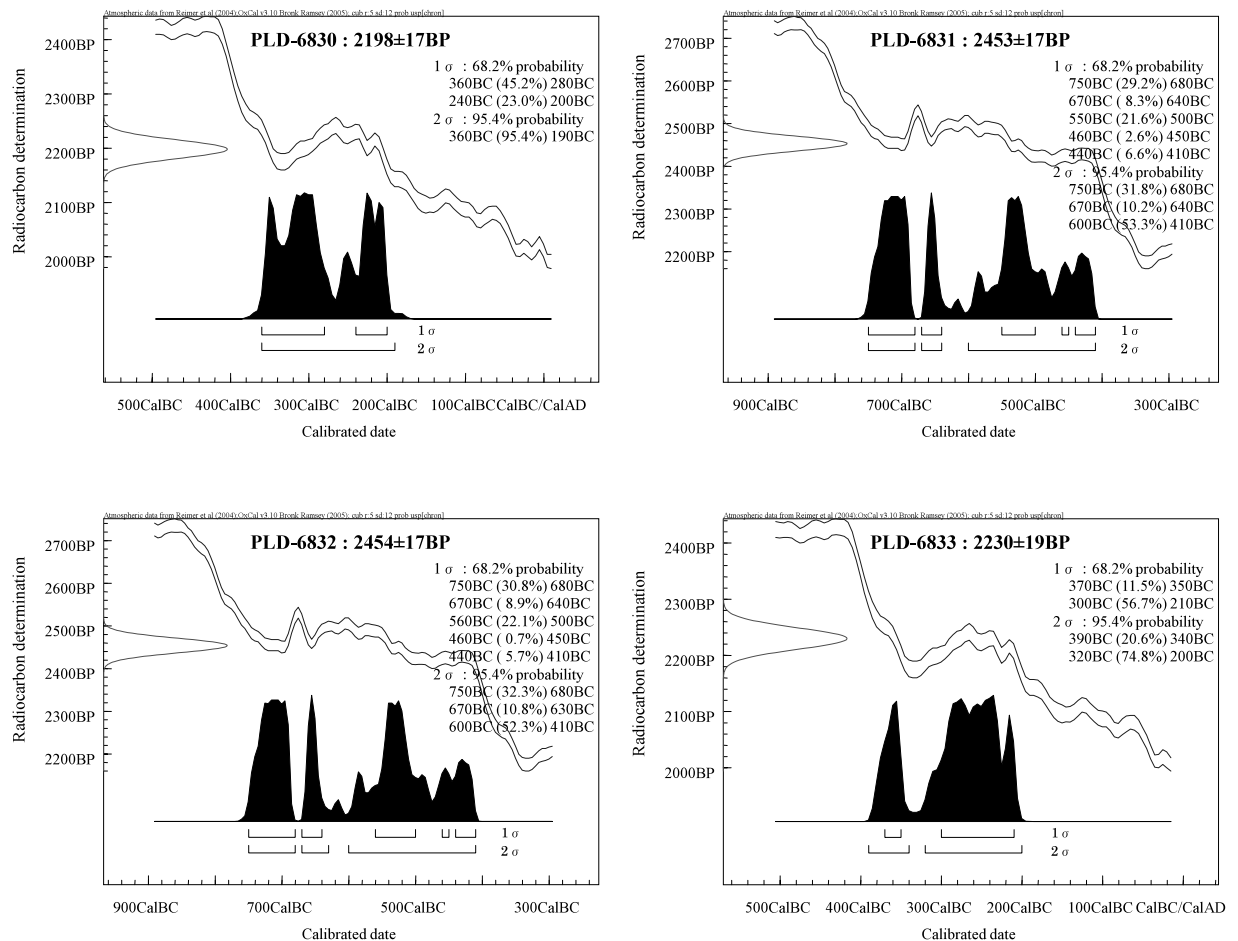 Atmospheric data from Reimer et al (2004);OxCal v3.10 Bronk Ramsey (2005); cub r:5 sd:12 prob usp[chron]
PLD-6830 : 2198±17BP
1 σ : 68.2% probability
360BC (45.2%) 280BC
240BC (23.0%) 200BC
2 σ : 95.4% probability
360BC (95.4%) 190BC
Radiocarbon determination
2400BP
2300BP
2200BP
2100BP
2000BP
1 σ
2 σ
500CalBC 400CalBC 300CalBC 200CalBC 100CalBC CalBC/CalAD
Calibrated date
Atmospheric data from Reimer et al (2004);OxCal v3.10 Bronk Ramsey (2005); cub r:5 sd:12 prob usp[chron]
PLD-6831 : 2453±17BP
1 σ : 68.2% probability
750BC (29.2%) 680BC
670BC ( 8.3%) 640BC
550BC (21.6%) 500BC
460BC ( 2.6%) 450BC
440BC ( 6.6%) 410BC
2 σ : 95.4% probability
750BC (31.8%) 680BC
670BC (10.2%) 640BC
600BC (53.3%) 410BC
Radiocarbon determination
2700BP
2600BP
2500BP
2400BP
2300BP
2200BP
1 σ
2 σ
900CalBC 700CalBC 500CalBC 300CalBC
Calibrated date
Atmospheric data from Reimer et al (2004);OxCal v3.10 Bronk Ramsey (2005); cub r:5 sd:12 prob usp[chron]
PLD-6832 : 2454±17BP
1 σ : 68.2% probability
750BC (30.8%) 680BC
670BC ( 8.9%) 640BC
560BC (22.1%) 500BC
460BC ( 0.7%) 450BC
440BC ( 5.7%) 410BC
2 σ : 95.4% probability
750BC (32.3%) 680BC
670BC (10.8%) 630BC
600BC (52.3%) 410BC
Radiocarbon determination
2700BP
2600BP
2500BP
2400BP
2300BP
2200BP
1 σ
2 σ
900CalBC 700CalBC 500CalBC 300CalBC
Calibrated date
Atmospheric data from Reimer et al (2004);OxCal v3.10 Bronk Ramsey (2005); cub r:5 sd:12 prob usp[chron]
PLD-6833 : 2230±19BP
1 σ : 68.2% probability
370BC (11.5%) 350BC
300BC (56.7%) 210BC
2 σ : 95.4% probability
390BC (20.6%) 340BC
320BC (74.8%) 200BC
Radiocarbon determination
2400BP
2300BP
2200BP
2100BP
2000BP
1 σ
2 σ
500CalBC 400CalBC 300CalBC 200CalBC 100CalBC CalBC/CalAD
Calibrated date